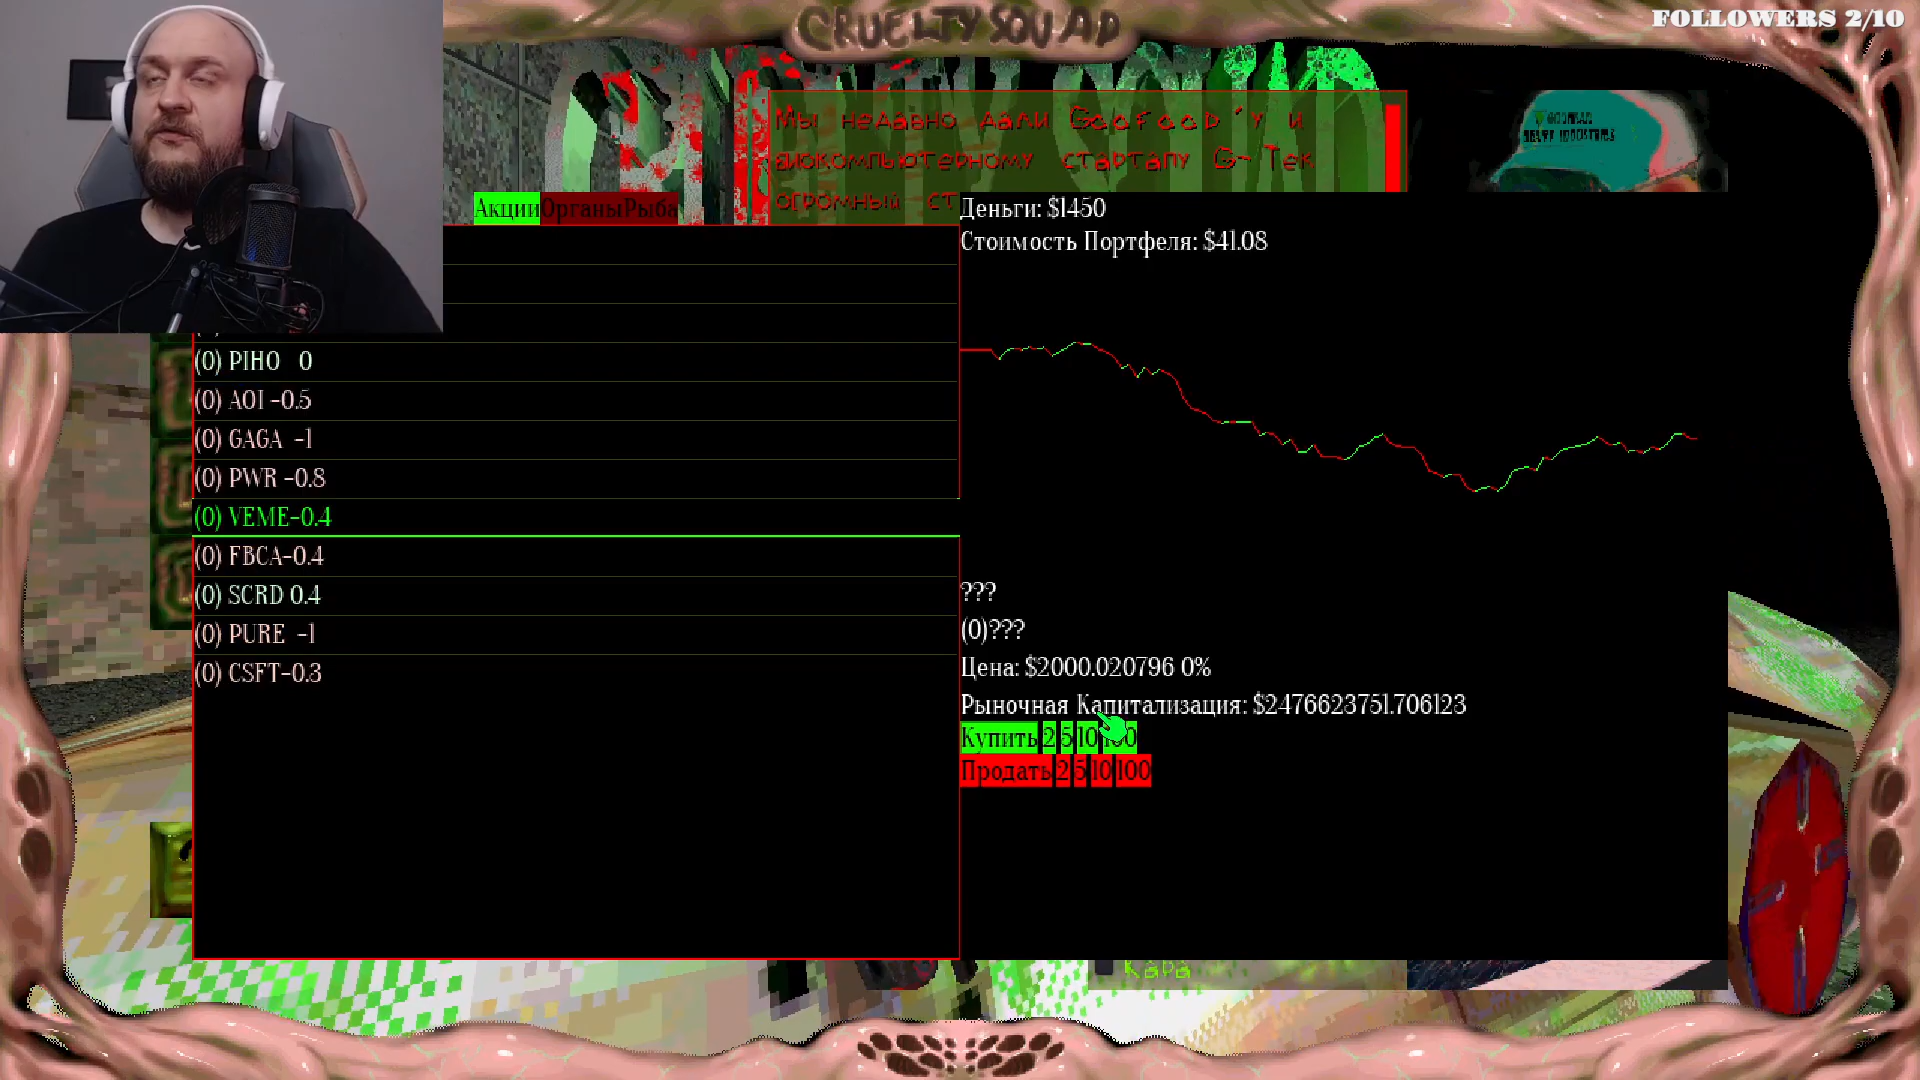 CRUELTY SQUAD
FOLLOWERS 2/10
Мы недавно дали GooFood'у и
биокомпьютерному стартапу G-Тек
огромный ст
Акции Органы Рыба
Деньги: $1450
Стоимость Портфеля: $41.08
(0) PIHO 0
(0) AOI -0.5
(0) GAGA -1
(0) PWR -0.8
(0) VEME-0.4
(0) FBCA-0.4
(0) SCRD 0.4
(0) PURE -1
(0) CSFT-0.3
???
(0)???
Цена: $2000.020796 0%
Рыночная Капитализация: $2476623751.706123
Купить 2 5 10 100
Продать 2 5 10 100
Кара